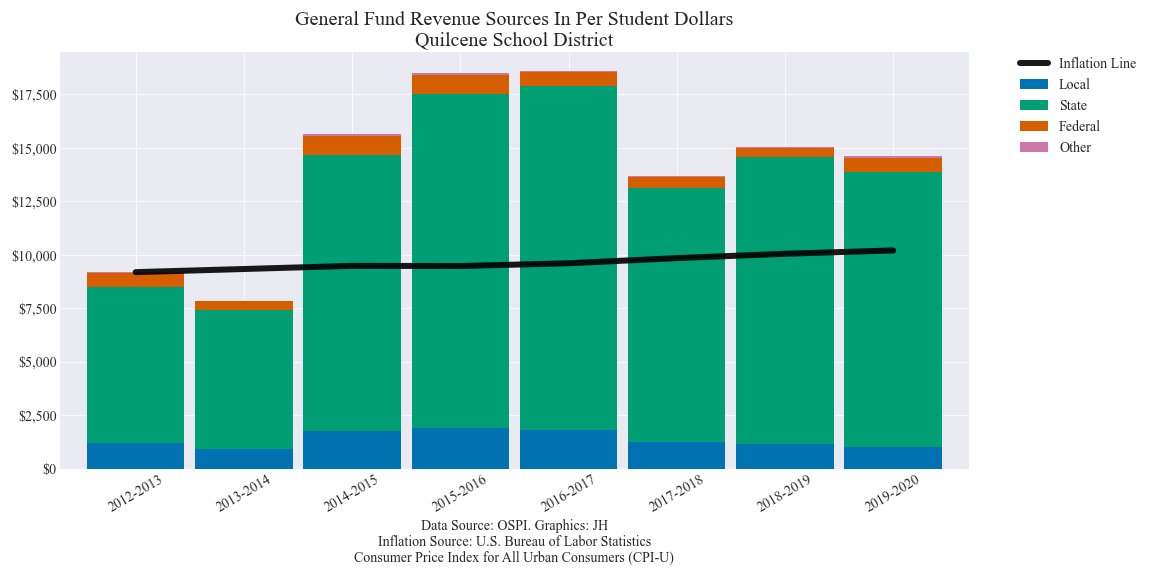 General Fund Revenue Sources In Per Student Dollars
Quilcene School District
Inflation Line
Local
State
Federal
Other
$17,500
$15,000
$12,500
$10,000
$7,500
$5,000
$2,500
$0
2012-2013
2013-2014
2014-2015
2015-2016
2016-2017
2017-2018
2018-2019
2019-2020
Data Source: OSPI. Graphics: JH
Inflation Source: U.S. Bureau of Labor Statistics
Consumer Price Index for All Urban Consumers (CPI-U)